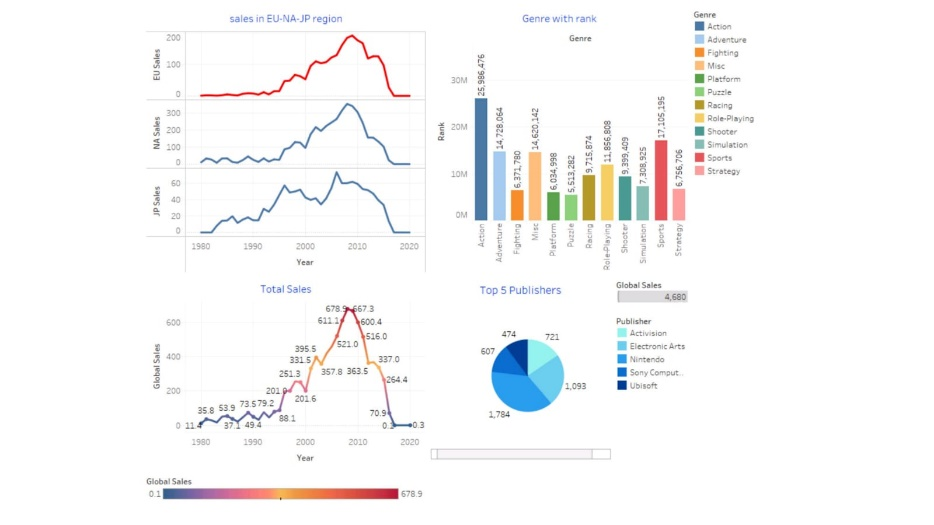 sales in EU-NA-JP region
EU Sales
200
100
0
NA Sales
300
200
100
0
JP Sales
60
40
20
0
1980 1990 2000 2010 2020
Year
Genre with rank
Genre
Rank
30M
20M
10M
0M
25,986,476
14,728,064
6,371,780
14,620,142
6,034,998
5,513,282
9,715,874
11,856,808
9,399,409
7,308,925
17,105,195
6,756,706
Action
Adventure
Fighting
Misc
Platform
Puzzle
Racing
Role-Playing
Shooter
Simulation
Sports
Strategy
Genre
Action
Adventure
Fighting
Misc
Platform
Puzzle
Racing
Role-Playing
Shooter
Simulation
Sports
Strategy
Total Sales
Global Sales
600
400
200
0
11.4
35.8
53.9
37.1
73.5
49.4
79.2
88.1
251.3
201.6
331.5
395.5
357.8
611.1
521.0
678.9
667.3
600.4
516.0
363.5
337.0
264.4
70.9
0.3
1980 1990 2000 2010 2020
Year
Top 5 Publishers
474
721
607
1,093
1,784
Global Sales
4,680
Publisher
Activision
Electronic Arts
Nintendo
Sony Comput...
Ubisoft
Global Sales
0.1 678.9